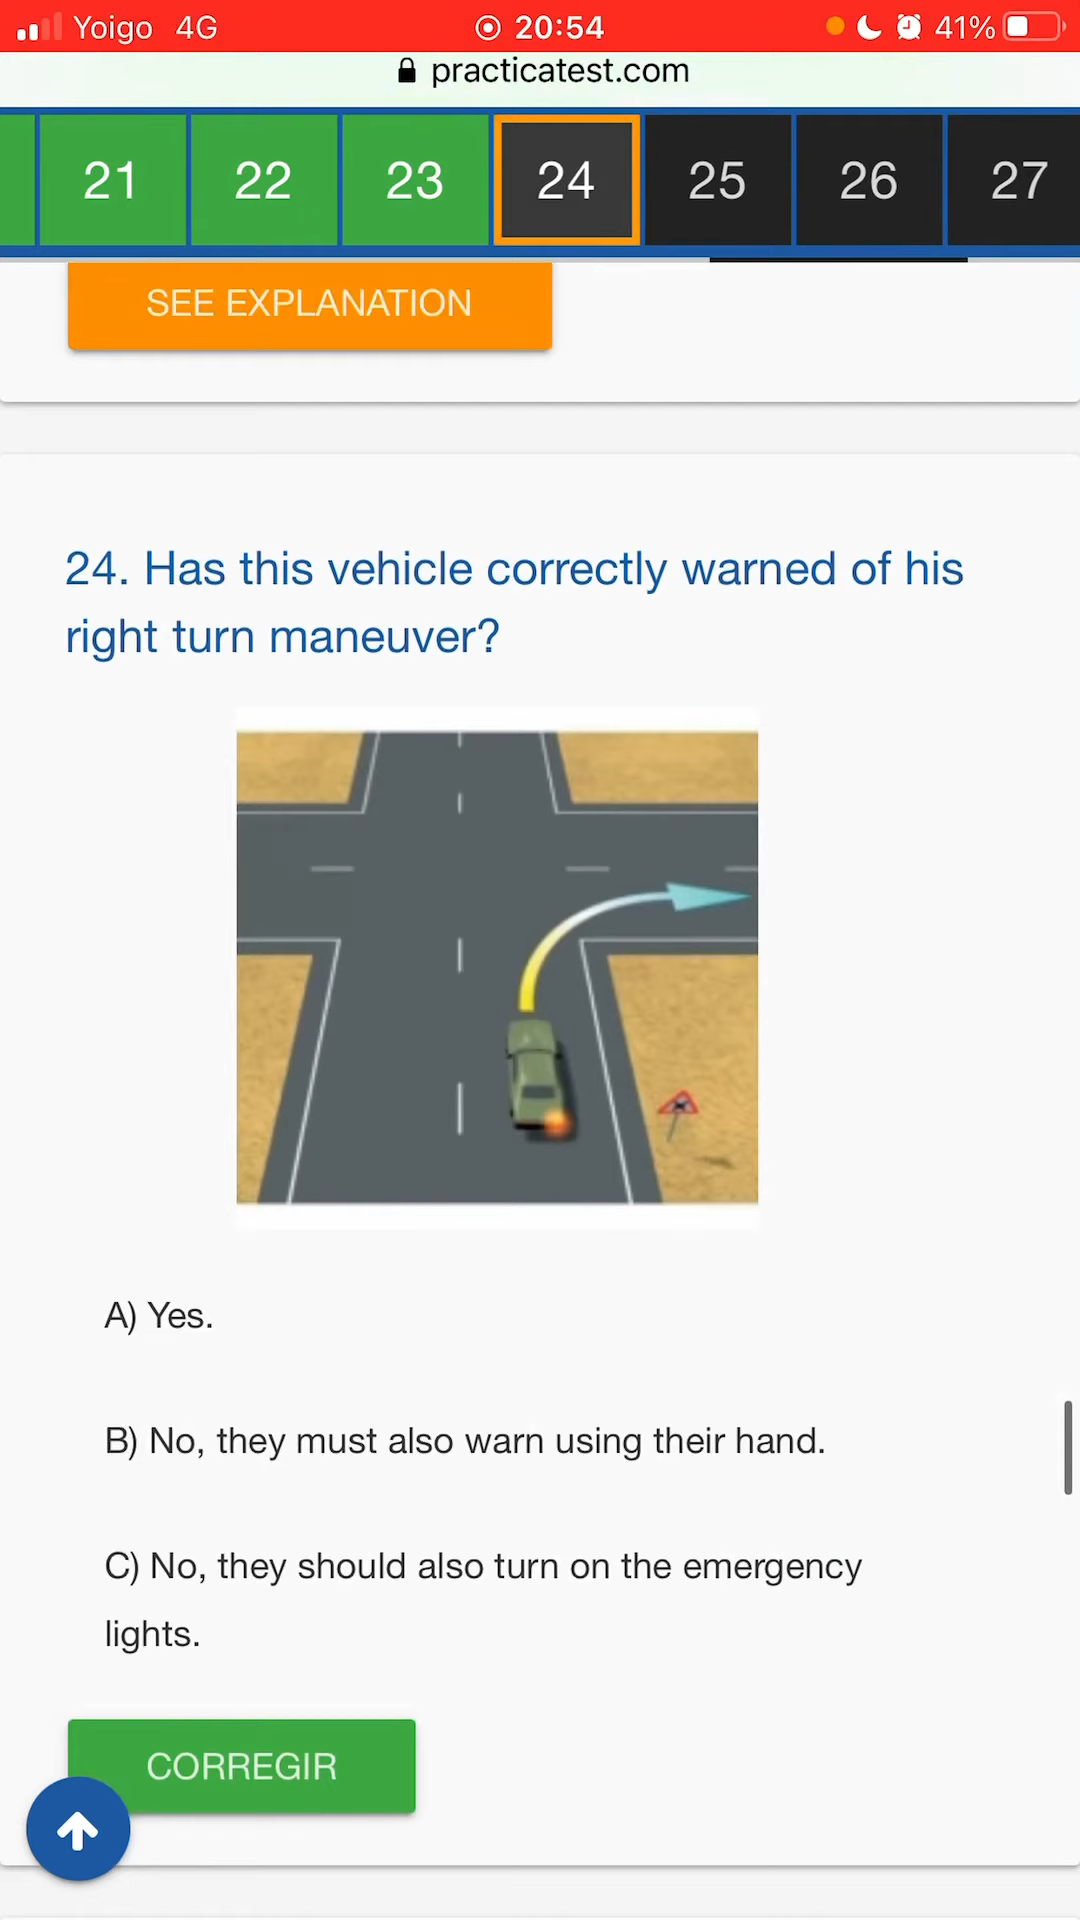 Yoigo 4G 20:54 41%
practicatest.com
21 22 23 24 25 26 27
SEE EXPLANATION
24. Has this vehicle correctly warned of his
right turn maneuver?
A) Yes.
B) No, they must also warn using their hand.
C) No, they should also turn on the emergency
lights.
CORREGIR